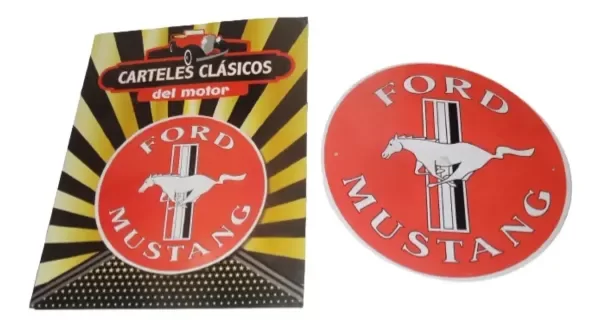 CARTELES CLÁSICOS
del motor
FORD
MUSTANG
FORD
MUSTANG